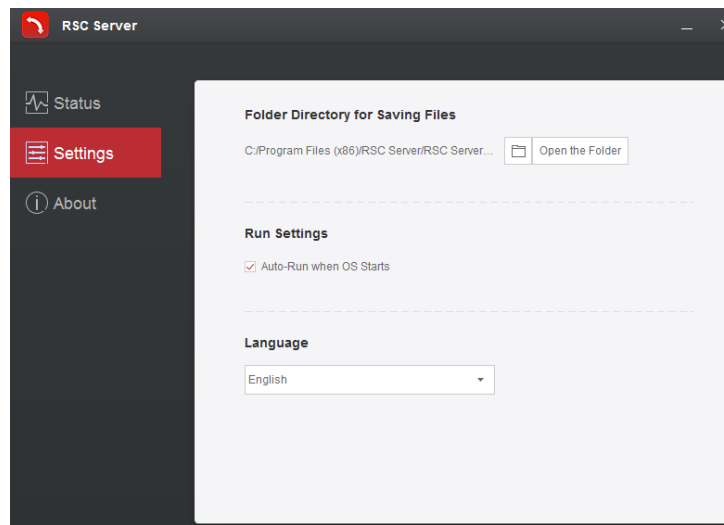 RSC Server
Status
Settings
About
Folder Directory for Saving Files
C:/Program Files (x86)/RSC Server/RSC Server...
Open the Folder
Run Settings
Auto-Run when OS Starts
Language
English